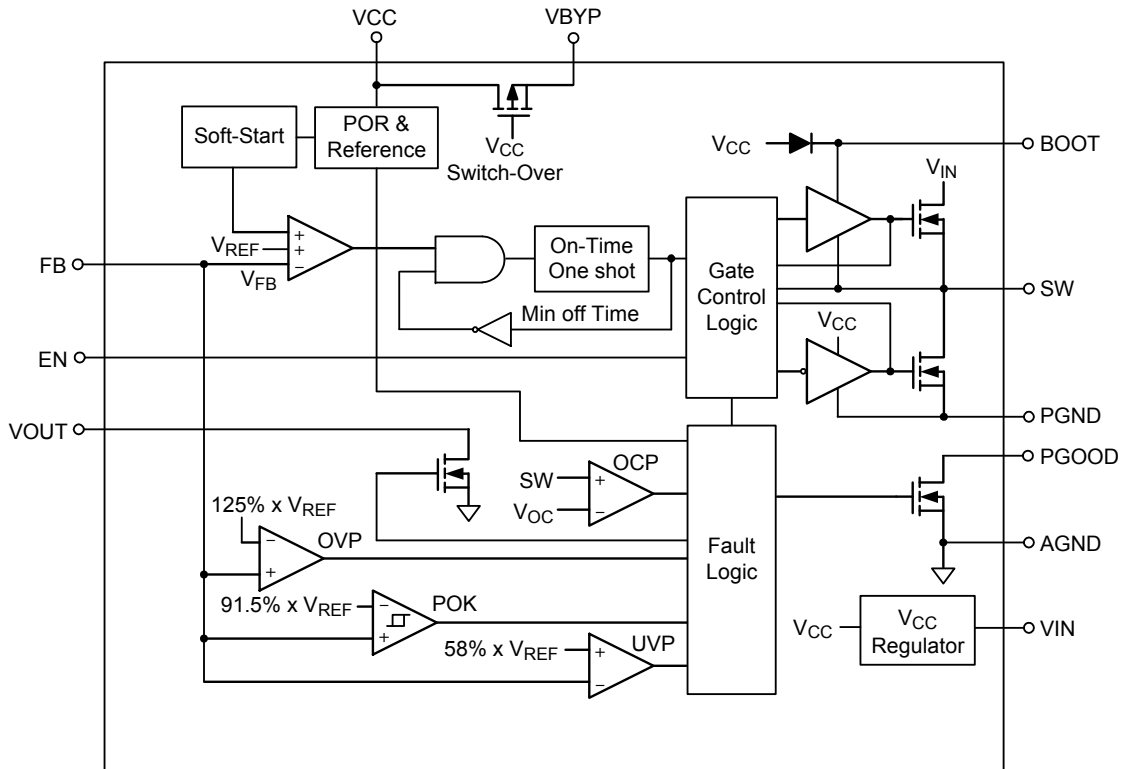 VCC
VBYP
Soft-Start
POR &
Reference
VCC
Switch-Over
VCC
BOOT
VIN
+
VREF
+
FB
−
VFB
On-Time
One shot
Min off Time
Gate
Control
Logic
SW
VCC
EN
PGND
VOUT
PGOOD
OCP
SW
+
VOC
−
125% x VREF
−
OVP
+
Fault
Logic
AGND
91.5% x VREF
−
POK
+
58% x VREF
+
UVP
−
VCC
VCC
Regulator
VIN